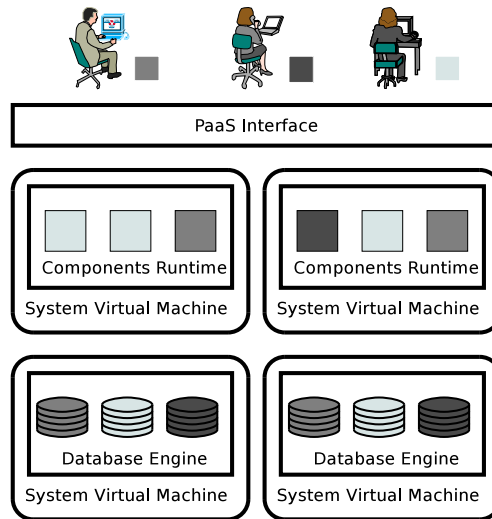 PaaS Interface
Components Runtime
System Virtual Machine
Components Runtime
System Virtual Machine
Database Engine
System Virtual Machine
Database Engine
System Virtual Machine